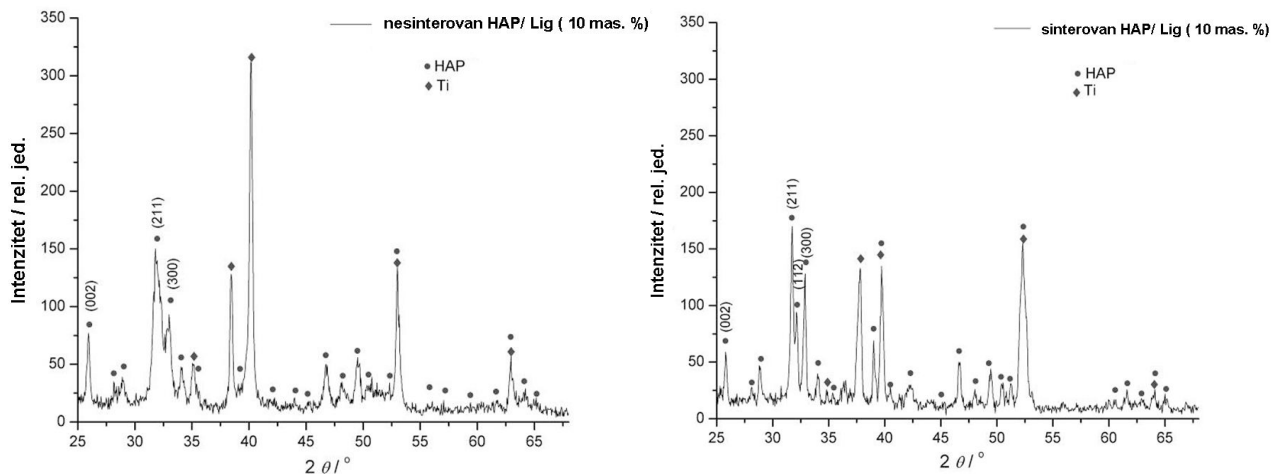 nesinterovan HAP/ Lig ( 10 mas. %)
HAP
Ti
Intenzitet / rel. jed.
350
300
250
200
150
100
50
0
(002)
(211)
(300)
25 30 35 40 45 50 55 60 65
2 θ / °
sinterovan HAP/ Lig ( 10 mas. %)
HAP
Ti
Intenzitet / rel. jed.
350
300
250
200
150
100
50
0
(002)
(211)
(112)
(300)
25 30 35 40 45 50 55 60 65
2 θ / °